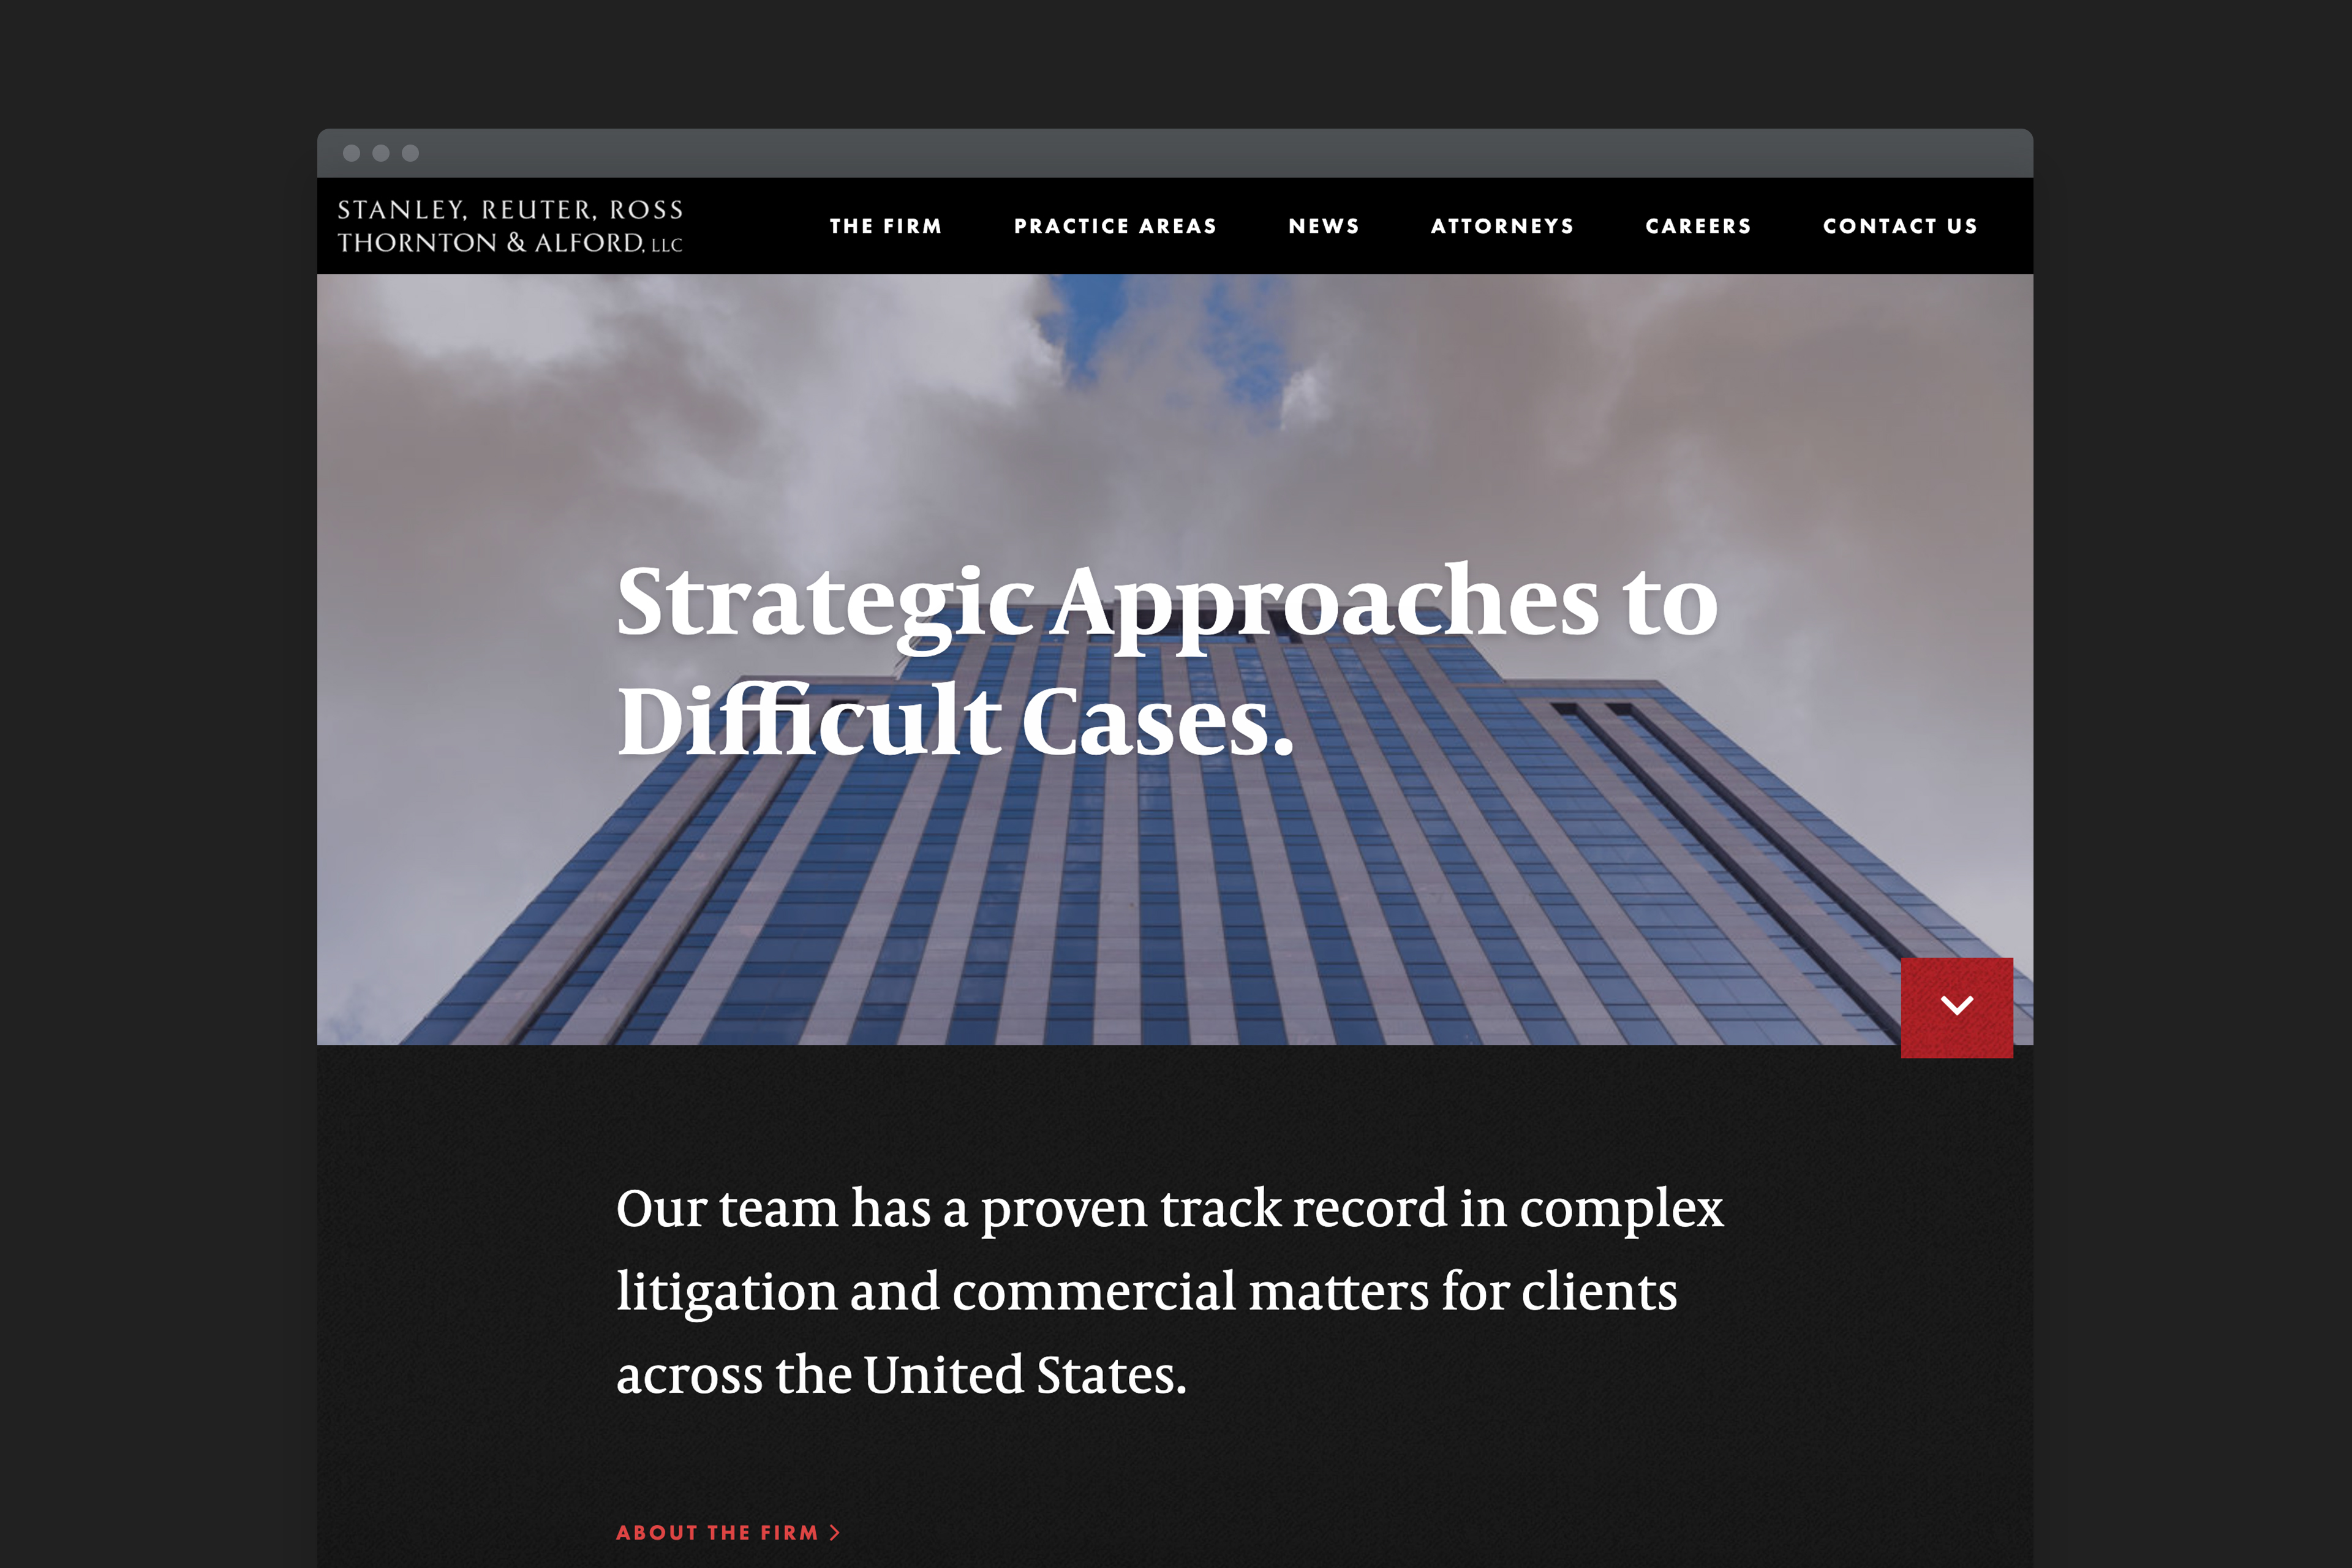 STANLEY, REUTER, ROSS
THORNTON & ALFORD, LLC
THE FIRM PRACTICE AREAS NEWS ATTORNEYS CAREERS CONTACT US
Strategic Approaches to
Difficult Cases.
Our team has a proven track record in complex
litigation and commercial matters for clients
across the United States.
ABOUT THE FIRM